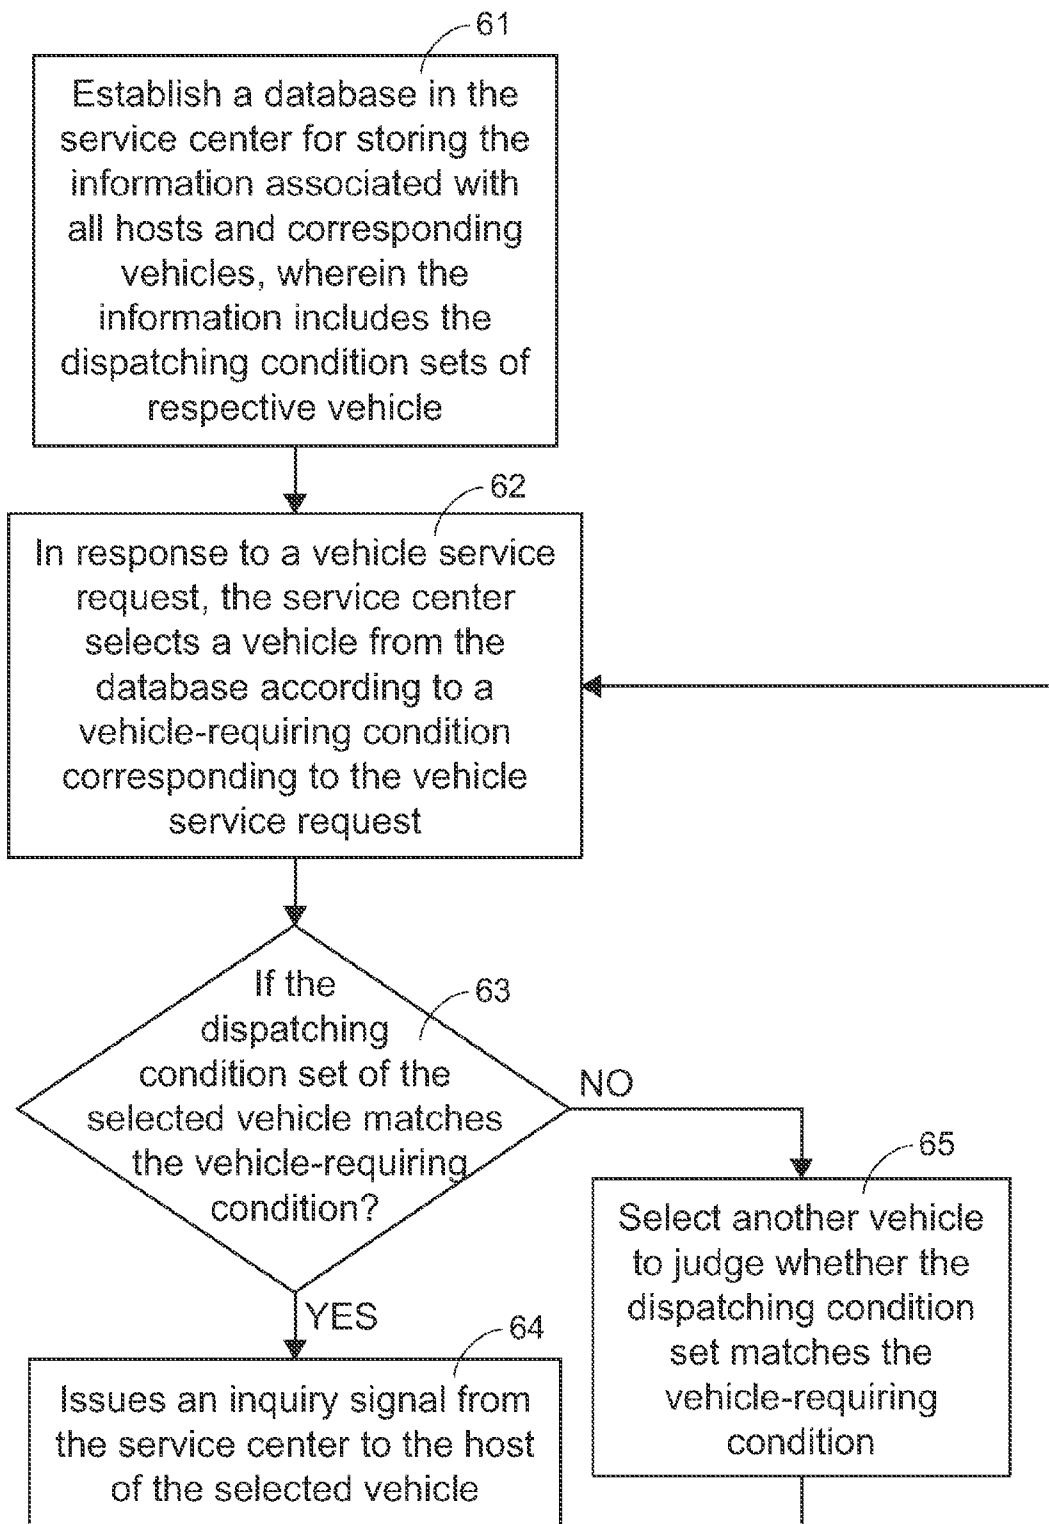 61
Establish a database in the
service center for storing the
information associated with
all hosts and corresponding
vehicles, wherein the
information includes the
dispatching condition sets of
respective vehicle
62
In response to a vehicle service
request, the service center
selects a vehicle from the
database according to a
vehicle-requiring condition
corresponding to the vehicle
service request
63
If the
dispatching
condition set of the
selected vehicle matches
the vehicle-requiring
condition?
NO
YES
64
Issues an inquiry signal from
the service center to the host
of the selected vehicle
65
Select another vehicle
to judge whether the
dispatching condition
set matches the
vehicle-requiring
condition